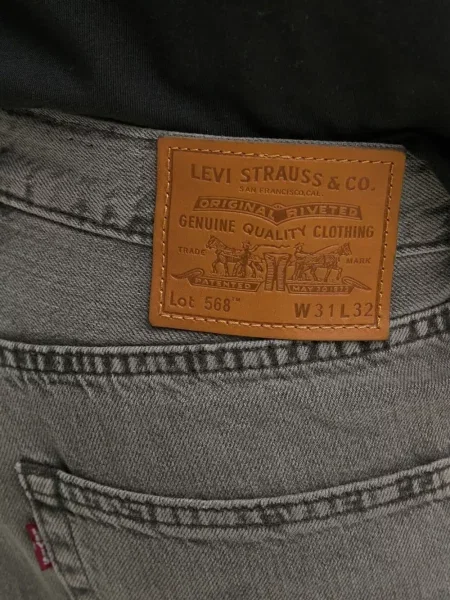 LEVI STRAUSS & CO.
SAN FRANCISCO, CAL.
ORIGINAL RIVETED
GENUINE QUALITY CLOTHING
TRADE MARK
PATENTED MAY 20 1873
Lot 568™ W31 L32